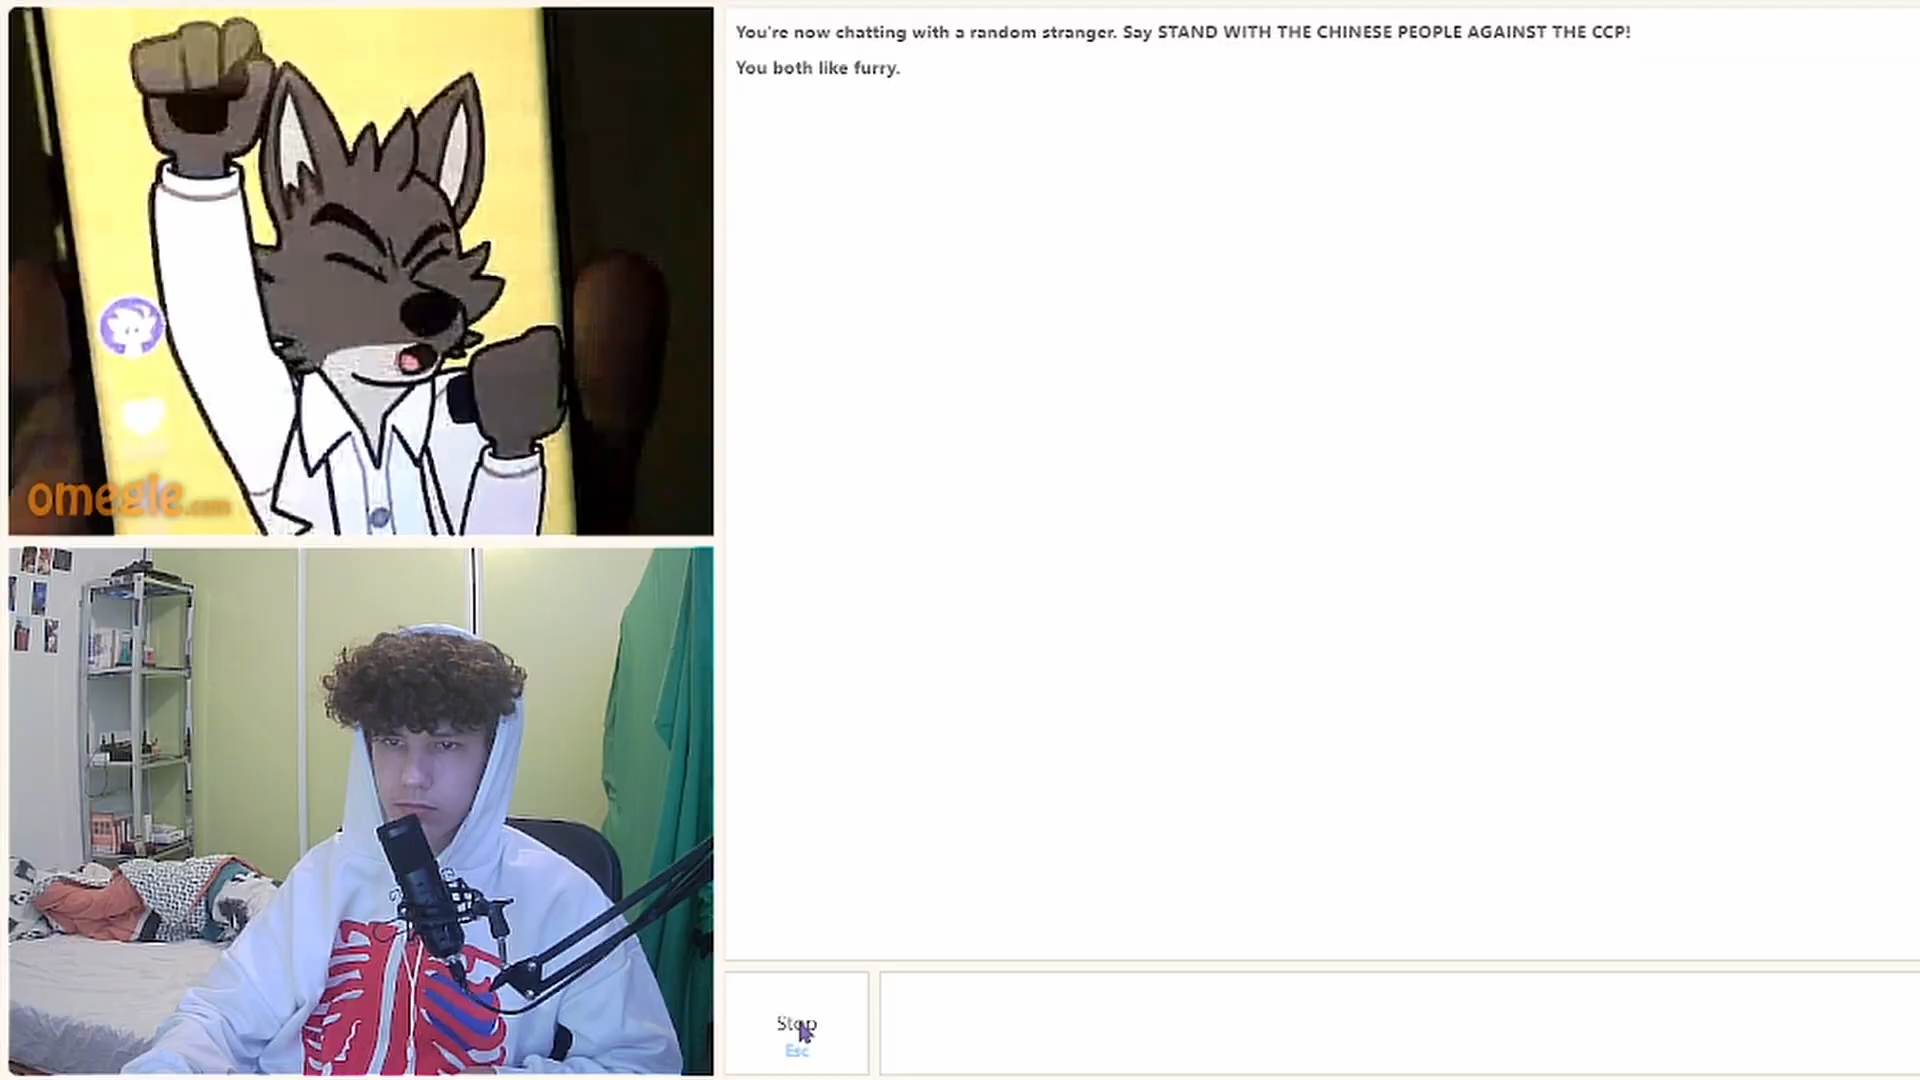 You're now chatting with a random stranger. Say STAND WITH THE CHINESE PEOPLE AGAINST THE CCP!
You both like furry.
omegle.com
Stop
Esc